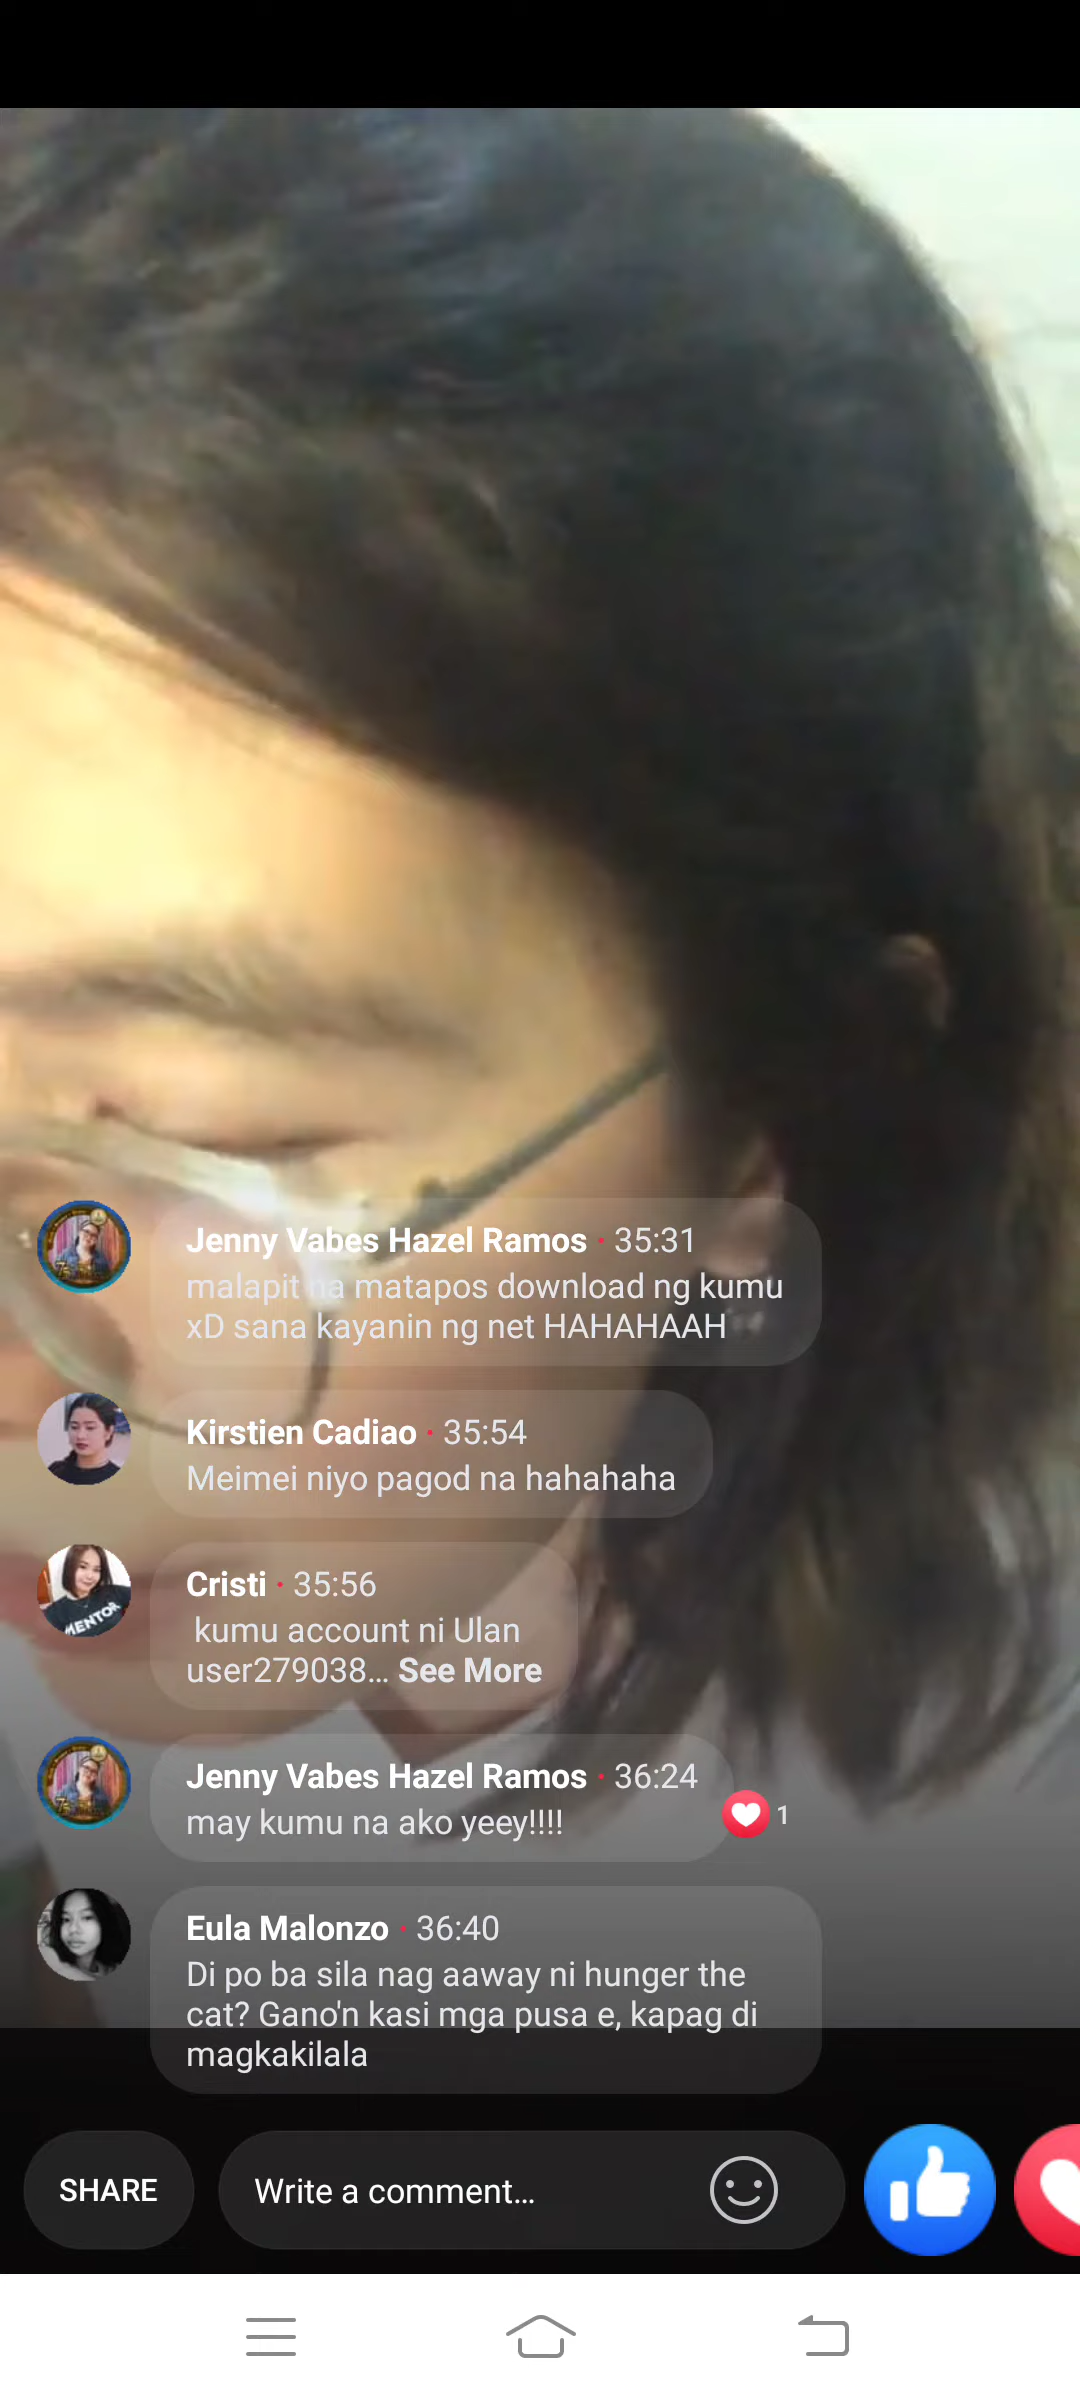 Jenny Vabes Hazel Ramos · 35:31
malapit na matapos download ng kumu
xD sana kayanin ng net HAHAHAAH
Kirstien Cadiao · 35:54
Meimei niyo pagod na hahahaha
Cristi · 35:56
kumu account ni Ulan
user279038... See More
Jenny Vabes Hazel Ramos · 36:24
may kumu na ako yeey!!!!
1
Eula Malonzo · 36:40
Di po ba sila nag aaway ni hunger the
cat? Gano'n kasi mga pusa e, kapag di
magkakilala
SHARE
Write a comment...
MENTOR